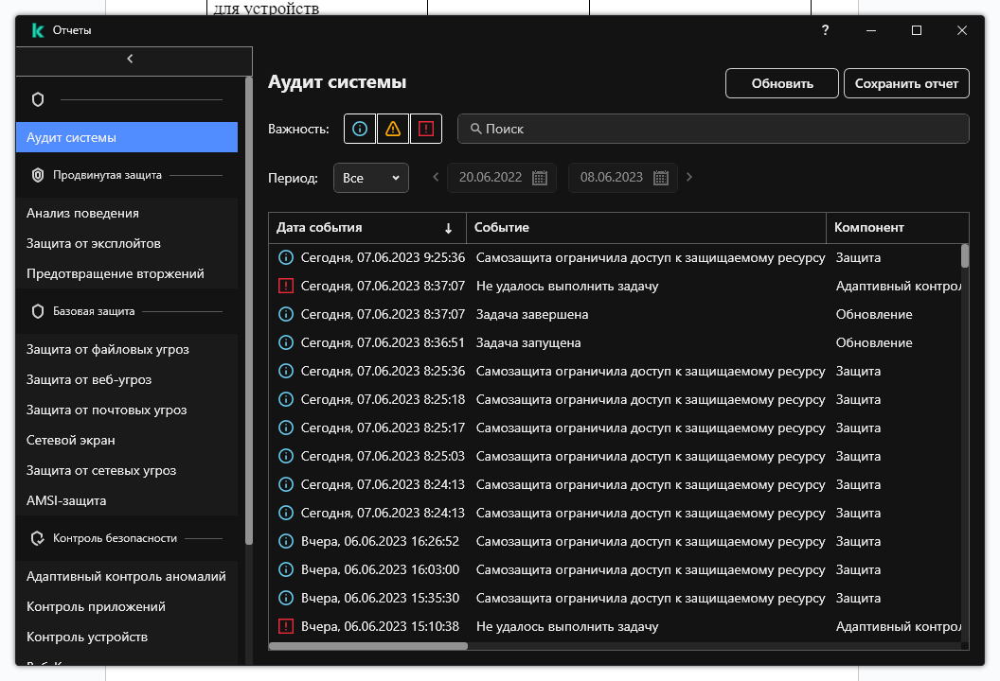 для устройств
Отчеты
?
Аудит системы
Продвинутая защита
Анализ поведения
Защита от эксплойтов
Предотвращение вторжений
Базовая защита
Защита от файловых угроз
Защита от веб-угроз
Защита от почтовых угроз
Сетевой экран
Защита от сетевых угроз
AMSI-защита
Контроль безопасности
Адаптивный контроль аномалий
Контроль приложений
Контроль устройств
Аудит системы
Обновить
Сохранить отчет
Важность:
Поиск
Период: Все 20.06.2022 08.06.2023
Дата события Событие Компонент
Сегодня, 07.06.2023 9:25:36 Самозащита ограничила доступ к защищаемому ресурсу Защита
Сегодня, 07.06.2023 8:37:07 Не удалось выполнить задачу Адаптивный контрол
Сегодня, 07.06.2023 8:37:07 Задача завершена Обновление
Сегодня, 07.06.2023 8:36:51 Задача запущена Обновление
Сегодня, 07.06.2023 8:25:36 Самозащита ограничила доступ к защищаемому ресурсу Защита
Сегодня, 07.06.2023 8:25:18 Самозащита ограничила доступ к защищаемому ресурсу Защита
Сегодня, 07.06.2023 8:25:17 Самозащита ограничила доступ к защищаемому ресурсу Защита
Сегодня, 07.06.2023 8:25:03 Самозащита ограничила доступ к защищаемому ресурсу Защита
Сегодня, 07.06.2023 8:24:13 Самозащита ограничила доступ к защищаемому ресурсу Защита
Сегодня, 07.06.2023 8:24:13 Самозащита ограничила доступ к защищаемому ресурсу Защита
Вчера, 06.06.2023 16:26:52 Самозащита ограничила доступ к защищаемому ресурсу Защита
Вчера, 06.06.2023 16:03:00 Самозащита ограничила доступ к защищаемому ресурсу Защита
Вчера, 06.06.2023 15:35:30 Самозащита ограничила доступ к защищаемому ресурсу Защита
Вчера, 06.06.2023 15:10:38 Не удалось выполнить задачу Адаптивный контрол